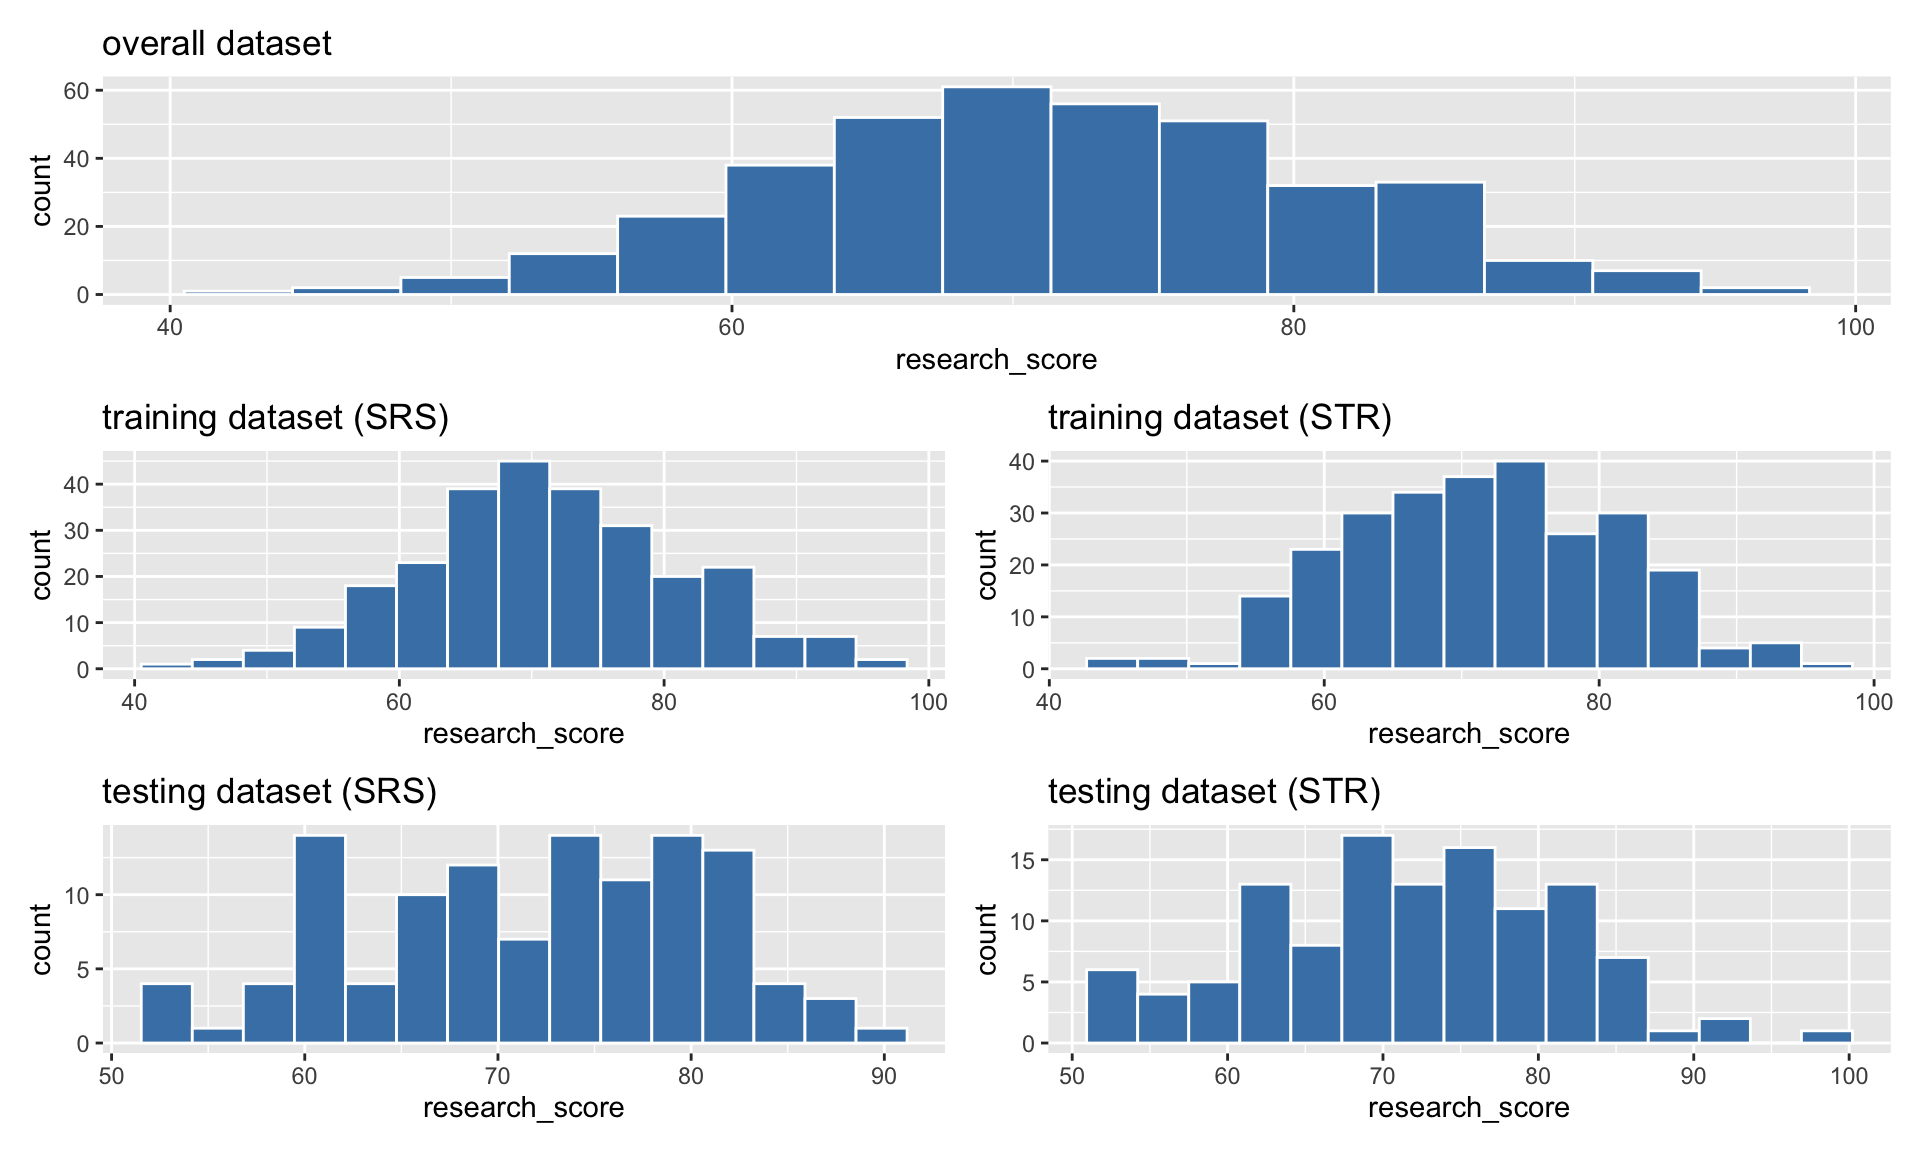 overall dataset
60
40
20
0
count
40 60 80 100
research_score
training dataset (SRS)
40
30
20
10
0
count
40 60 80 100
research_score
training dataset (STR)
40
30
20
10
0
count
40 60 80 100
research_score
testing dataset (SRS)
10
5
0
count
50 60 70 80 90
research_score
testing dataset (STR)
15
10
5
0
count
50 60 70 80 90 100
research_score